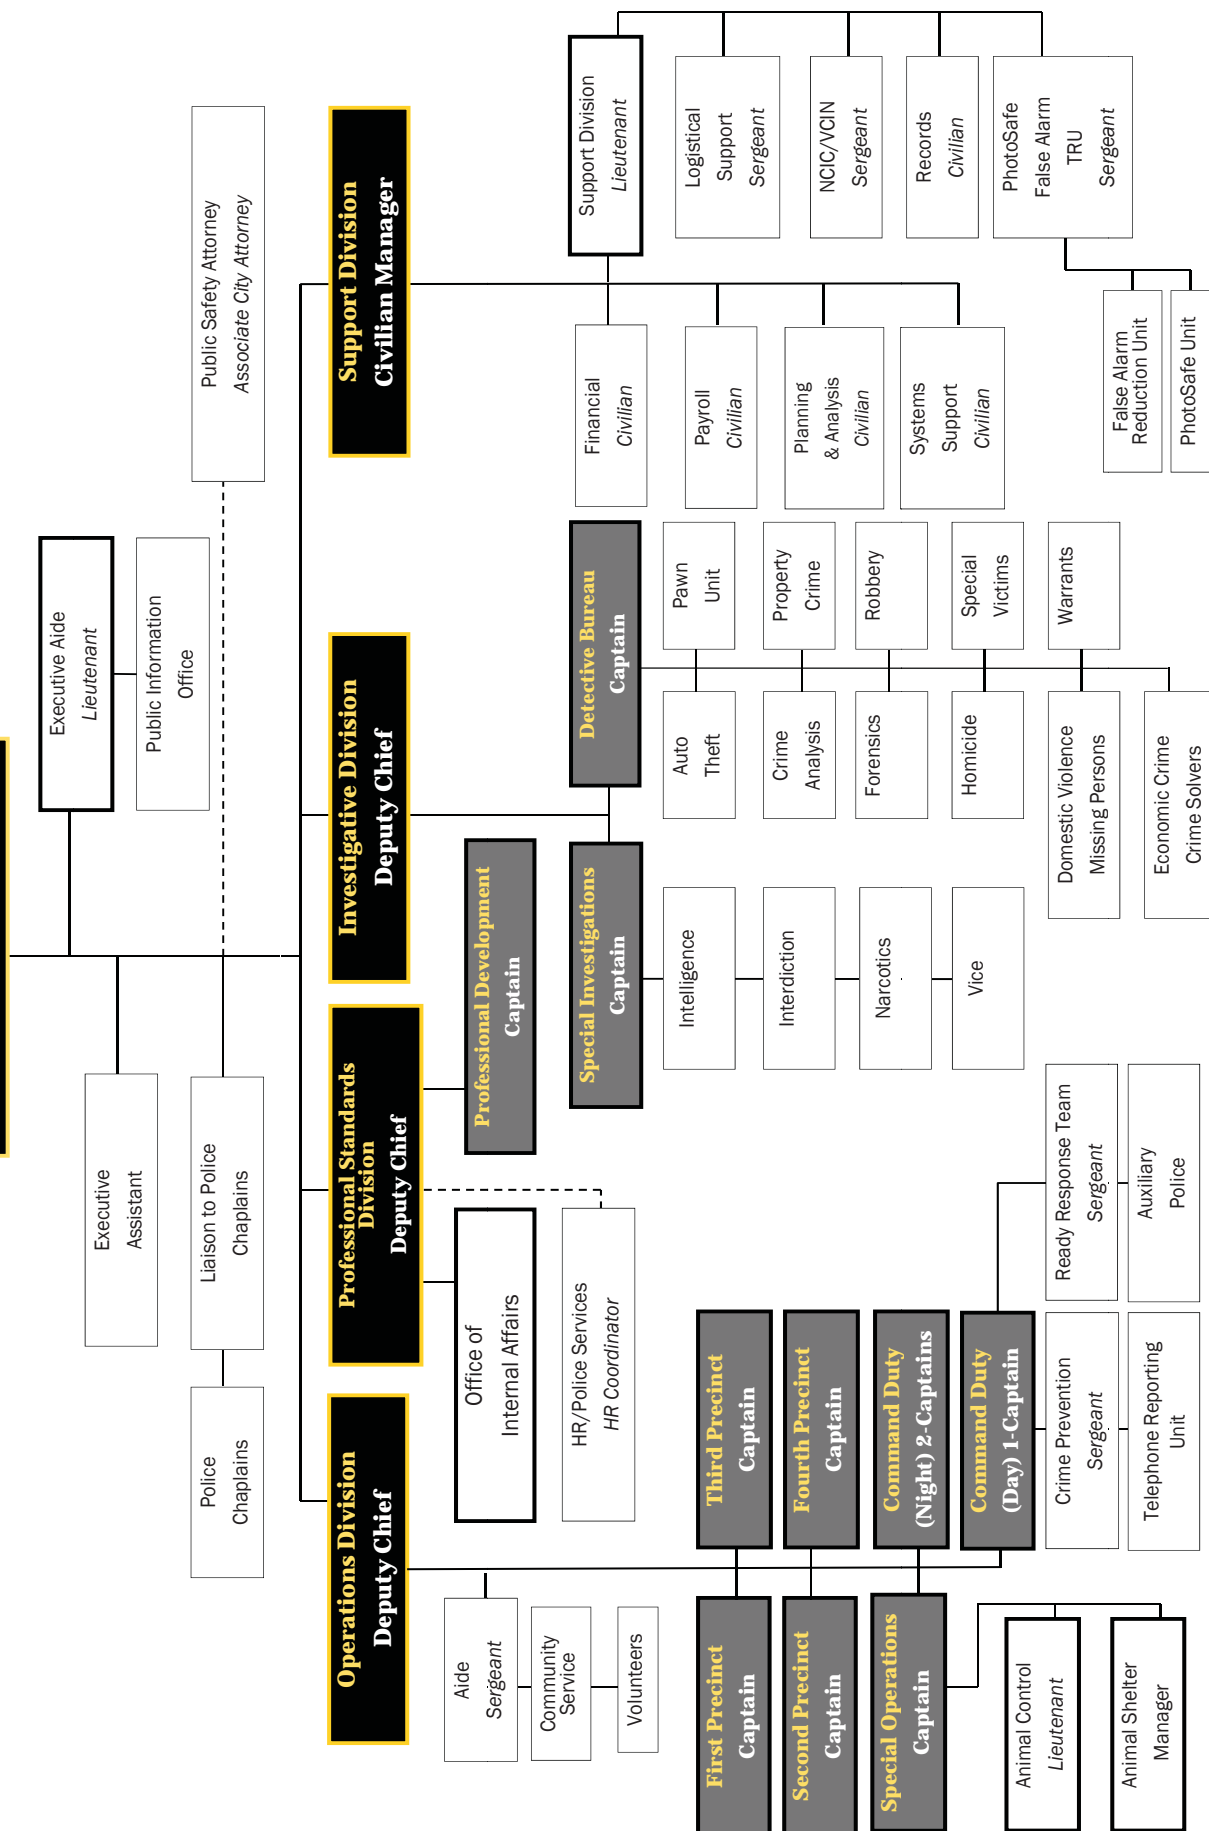 Executive Aide
Lieutenant
Public Information
Office
Executive
Assistant
Public Safety Attorney
Associate City Attorney
Liaison to Police
Chaplains
Police
Chaplains
Operations Division
Deputy Chief
Professional Standards
Division
Deputy Chief
Investigative Division
Deputy Chief
Support Division
Civilian Manager
Aide
Sergeant
Community
Service
Volunteers
First Precinct
Captain
Third Precinct
Captain
Second Precinct
Captain
Fourth Precinct
Captain
Special Operations
Captain
Command Duty
(Night) 2-Captains
Command Duty
(Day) 1-Captain
Animal Control
Lieutenant
Animal Shelter
Manager
Crime Prevention
Sergeant
Telephone Reporting
Unit
Ready Response Team
Sergeant
Auxiliary
Police
Office of
Internal Affairs
HR/Police Services
HR Coordinator
Professional Development
Captain
Special Investigations
Captain
Intelligence
Interdiction
Narcotics
Vice
Detective Bureau
Captain
Auto
Theft
Pawn
Unit
Crime
Analysis
Property
Crime
Forensics
Robbery
Homicide
Special
Victims
Domestic Violence
Missing Persons
Warrants
Economic Crime
Crime Solvers
Financial
Civilian
Payroll
Civilian
Planning
& Analysis
Civilian
Systems
Support
Civilian
Support Division
Lieutenant
Logistical
Support
Sergeant
NCIC/VCIN
Sergeant
Records
Civilian
PhotoSafe
False Alarm
TRU
Sergeant
False Alarm
Reduction Unit
PhotoSafe Unit